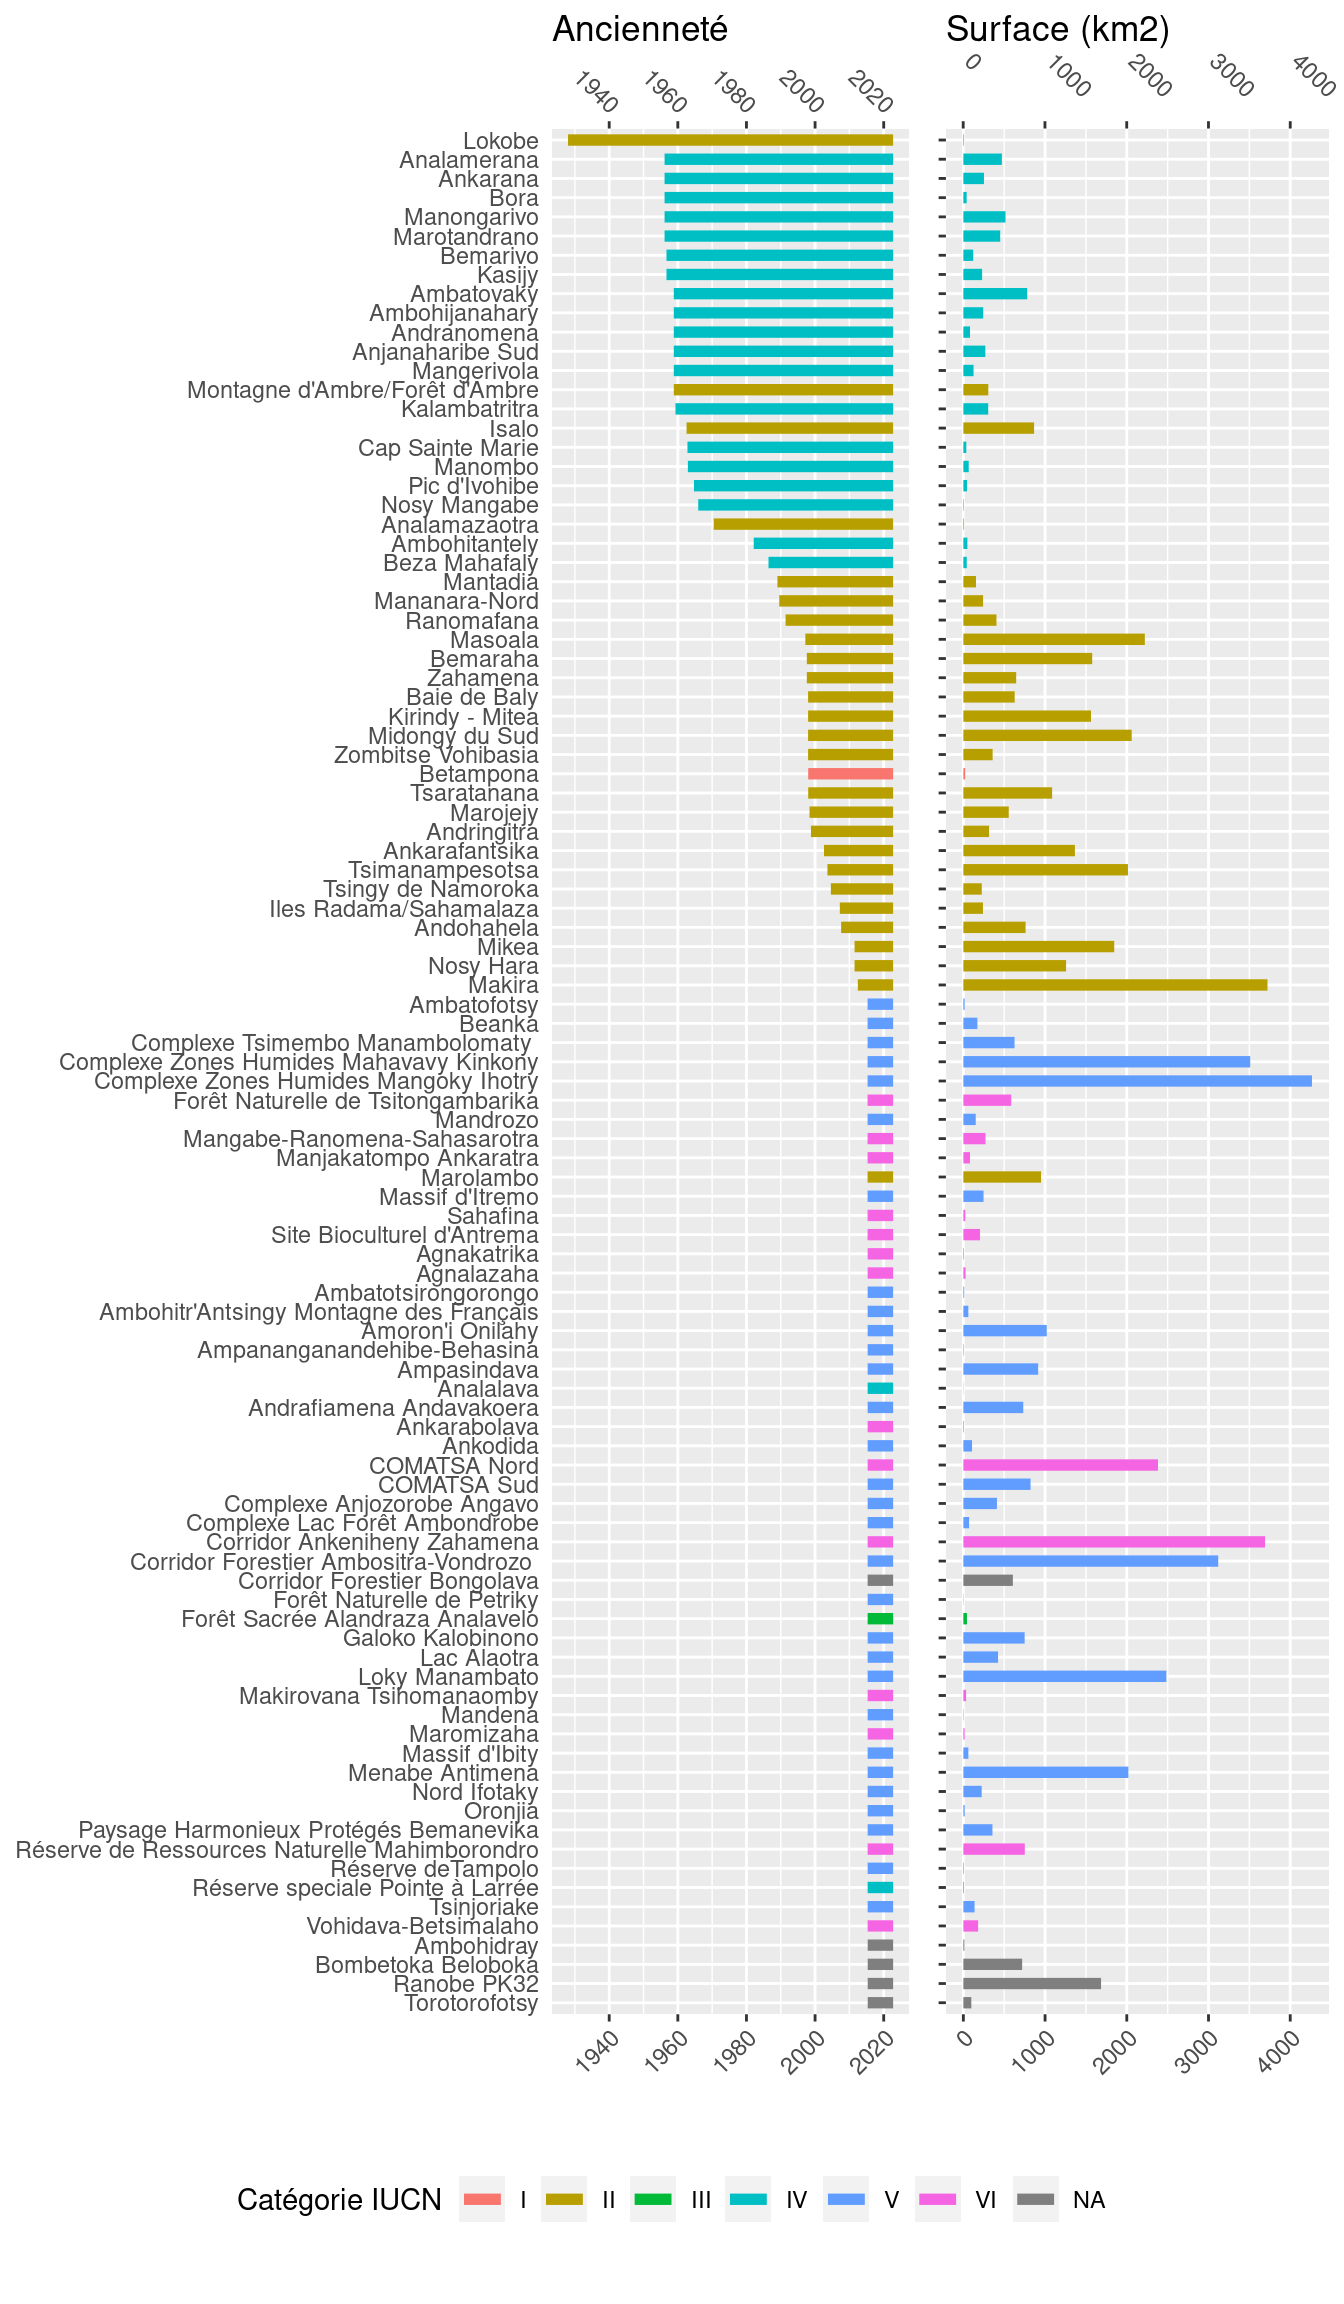 Ancienneté Surface (km2)
1940 1960 1980 2000 2020 0 1000 2000 3000 4000
Lokobe
Analamerana
Ankarana
Bora
Manongarivo
Marotandrano
Bemarivo
Kasijy
Ambatovaky
Ambohijanahary
Andranomena
Anjanaharibe Sud
Mangerivola
Montagne d'Ambre/Forêt d'Ambre
Kalambatritra
Isalo
Cap Sainte Marie
Manombo
Pic d'Ivohibe
Nosy Mangabe
Analamazaotra
Ambohitantely
Beza Mahafaly
Mantadia
Mananara-Nord
Ranomafana
Masoala
Bemaraha
Zahamena
Baie de Baly
Kirindy - Mitea
Midongy du Sud
Zombitse Vohibasia
Betampona
Tsaratanana
Marojejy
Andringitra
Ankarafantsika
Tsimanampesotsa
Tsingy de Namoroka
Iles Radama/Sahamalaza
Andohahela
Mikea
Nosy Hara
Makira
Ambatofotsy
Beanka
Complexe Tsimembo Manambolomaty
Complexe Zones Humides Mahavavy Kinkony
Complexe Zones Humides Mangoky Ihotry
Forêt Naturelle de Tsitongambarika
Mandrozo
Mangabe-Ranomena-Sahasarotra
Manjakatompo Ankaratra
Marolambo
Massif d'Itremo
Sahafina
Site Bioculturel d'Antrema
Agnakatrika
Agnalazaha
Ambatotsirongorongo
Ambohitr'Antsingy Montagne des Français
Amoron'i Onilahy
Ampananganandehibe-Behasina
Ampasindava
Analalava
Andrafiamena Andavakoera
Ankarabolava
Ankodida
COMATSA Nord
COMATSA Sud
Complexe Anjozorobe Angavo
Complexe Lac Forêt Ambondrobe
Corridor Ankeniheny Zahamena
Corridor Forestier Ambositra-Vondrozo
Corridor Forestier Bongolava
Forêt Naturelle de Petriky
Forêt Sacrée Alandraza Analavelo
Galoko Kalobinono
Lac Alaotra
Loky Manambato
Makirovana Tsihomanaomby
Mandena
Maromizaha
Massif d'Ibity
Menabe Antimena
Nord Ifotaky
Oronjia
Paysage Harmonieux Protégés Bemanevika
Réserve de Ressources Naturelle Mahimborondro
Réserve deTampolo
Réserve speciale Pointe à Larrée
Tsinjoriake
Vohidava-Betsimalaho
Ambohidray
Bombetoka Beloboka
Ranobe PK32
Torotorofotsy
1940 1960 1980 2000 2020 0 1000 2000 3000 4000
Catégorie IUCN I II III IV V VI NA